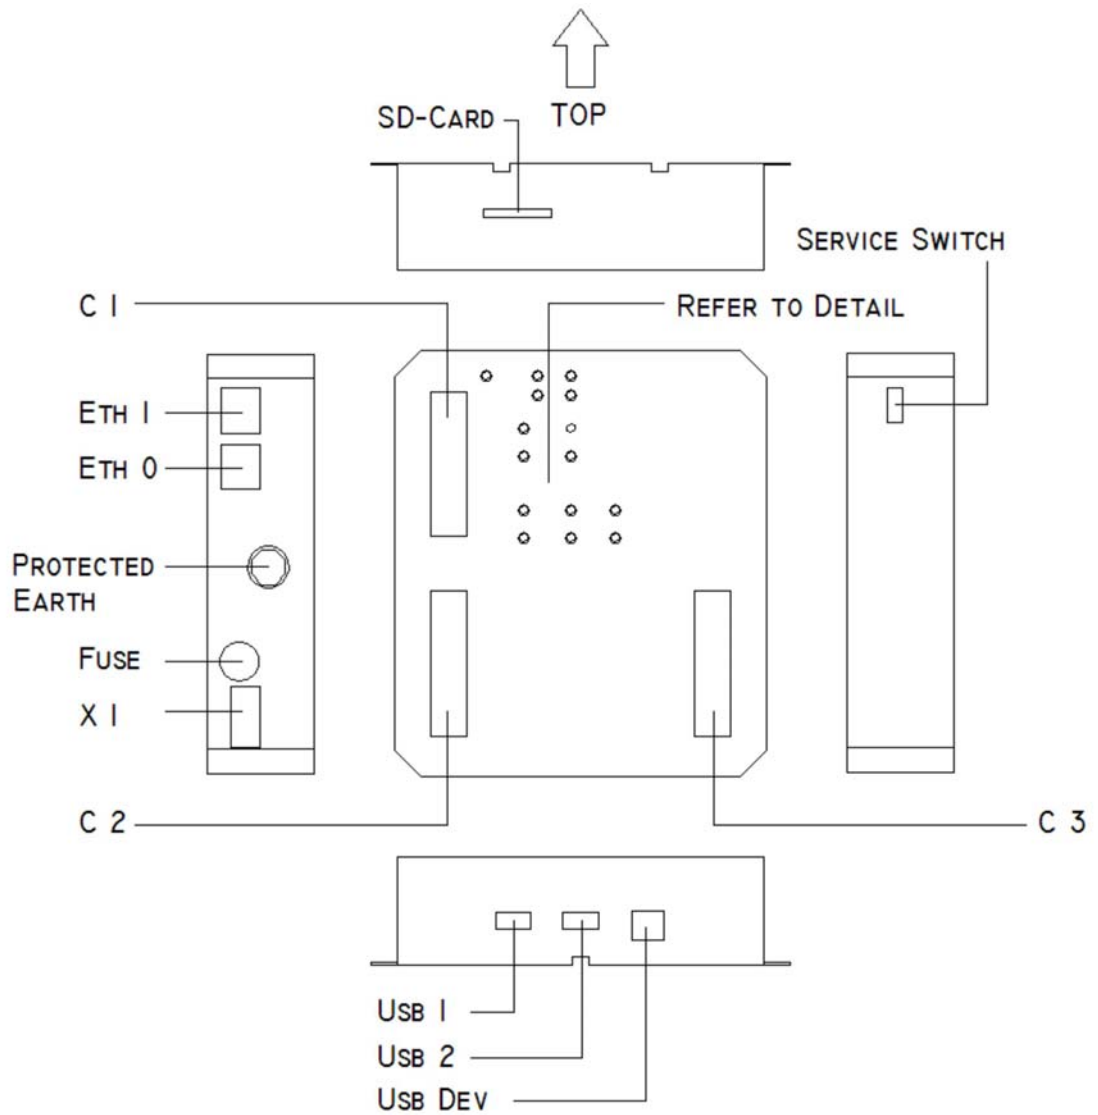 TOP
SD-Card
Service Switch
C 1
Refer to Detail
Eth 1
Eth 0
Protected
Earth
Fuse
X 1
C 2
C 3
Usb 1
Usb 2
Usb Dev